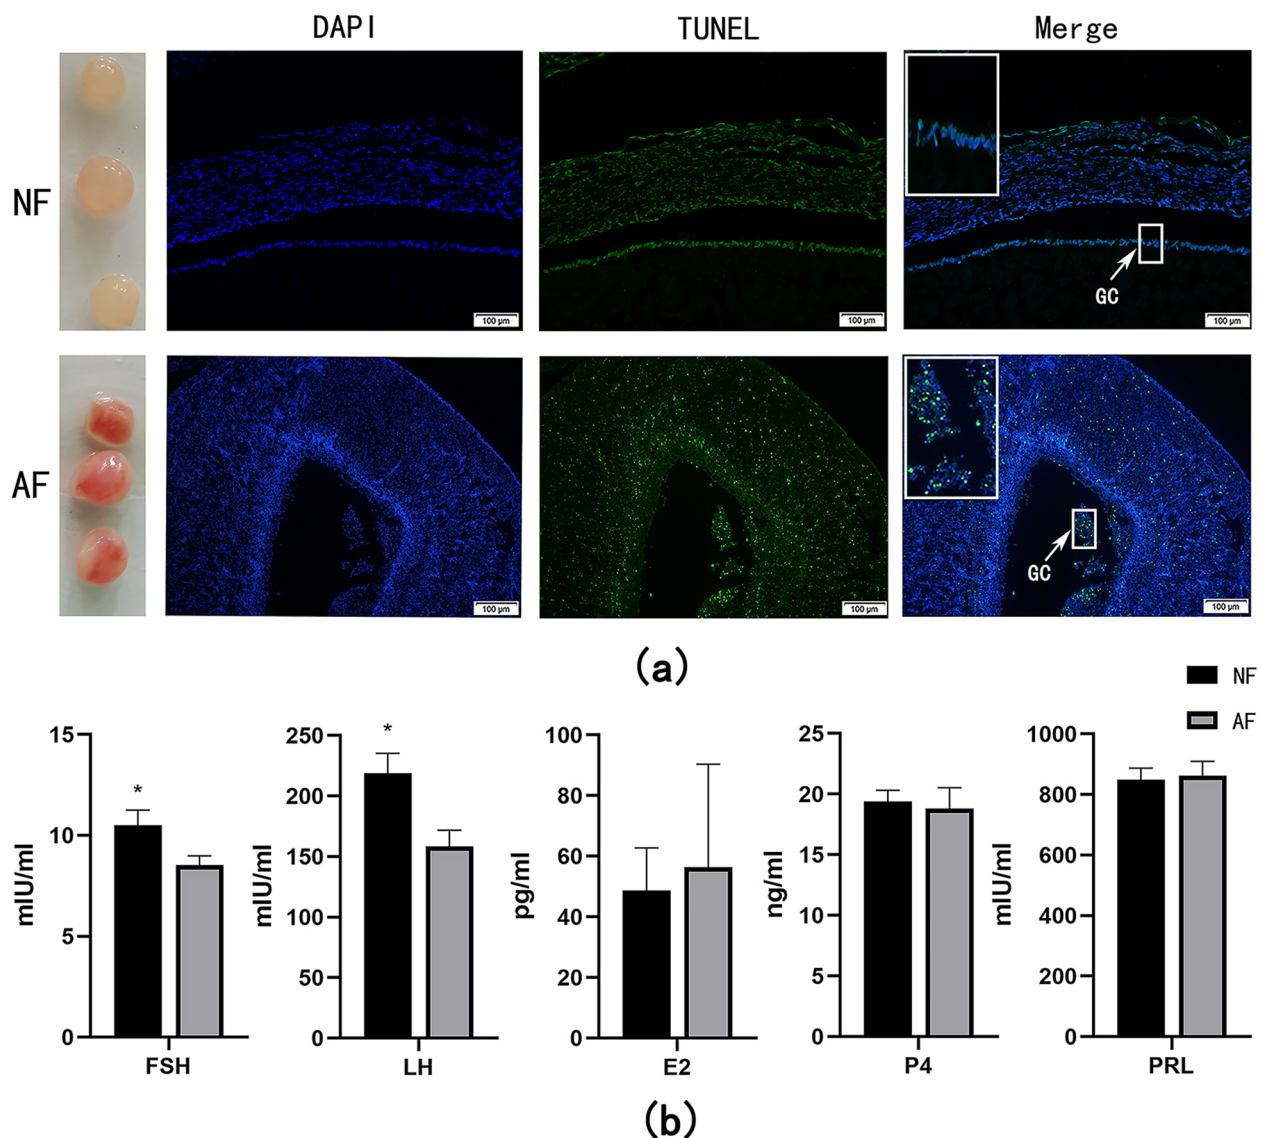 DAPI TUNEL Merge
NF
GC
100 μm 100 μm 100 μm
AF
GC
100 μm 100 μm 100 μm
(a)
NF
AF
15
10
5
0
mIU/ml
*
FSH
250
200
150
100
50
0
mIU/ml
*
LH
100
80
60
40
20
0
pg/ml
E2
25
20
15
10
5
0
ng/ml
P4
1000
800
600
400
200
0
mIU/ml
PRL
(b)